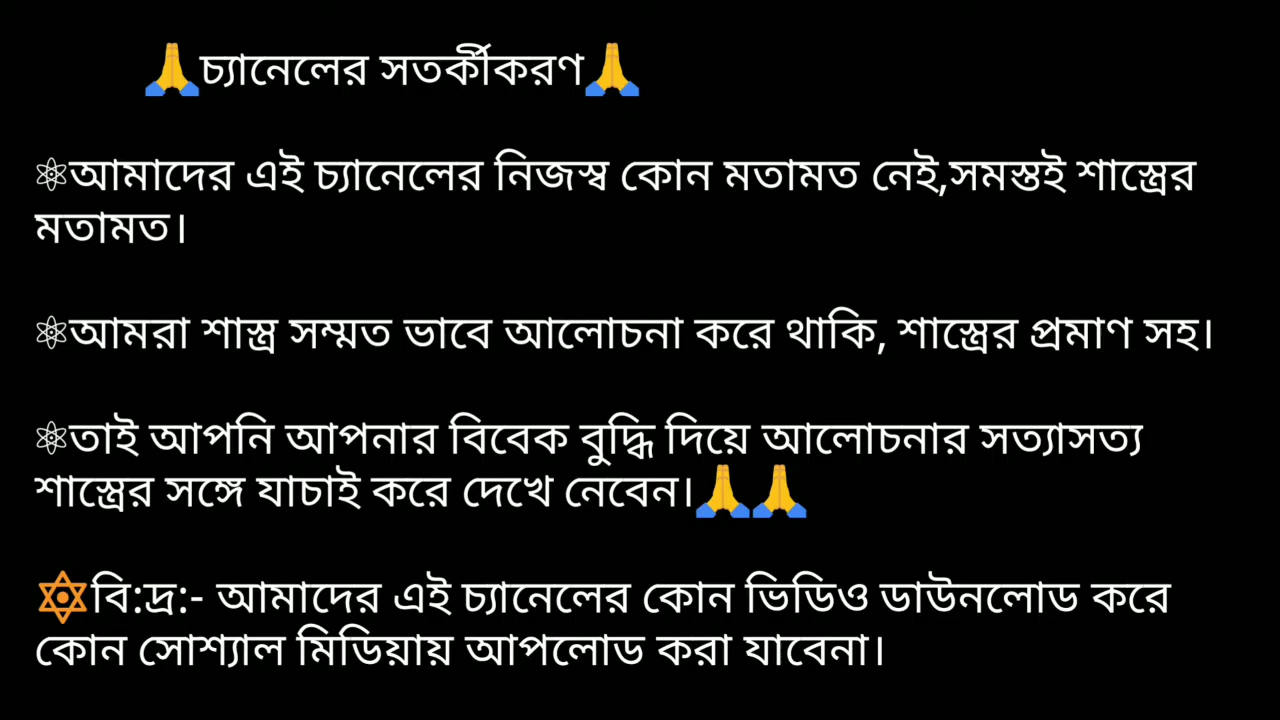 🙏চ্যানেলের সতর্কীকরণ🙏
⚛আমাদের এই চ্যানেলের নিজস্ব কোন মতামত নেই,সমস্তই শাস্ত্রের
মতামত।
⚛আমরা শাস্ত্র সম্মত ভাবে আলোচনা করে থাকি, শাস্ত্রের প্রমাণ সহ।
⚛তাই আপনি আপনার বিবেক বুদ্ধি দিয়ে আলোচনার সত্যাসত্য
শাস্ত্রের সঙ্গে যাচাই করে দেখে নেবেন।🙏🙏
🔯বি:দ্র:- আমাদের এই চ্যানেলের কোন ভিডিও ডাউনলোড করে
কোন সোশ্যাল মিডিয়ায় আপলোড করা যাবেনা।